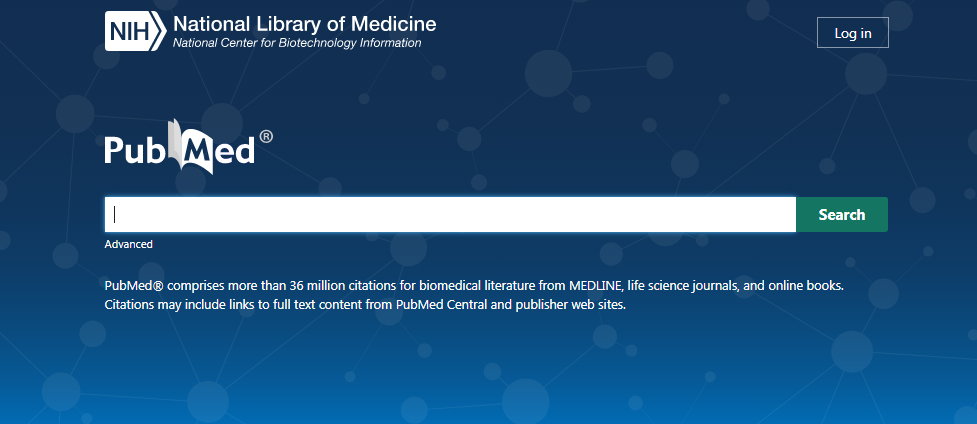 NIH National Library of Medicine
National Center for Biotechnology Information
Log in
PubMed®
Search
Advanced
PubMed® comprises more than 36 million citations for biomedical literature from MEDLINE, life science journals, and online books.
Citations may include links to full text content from PubMed Central and publisher web sites.